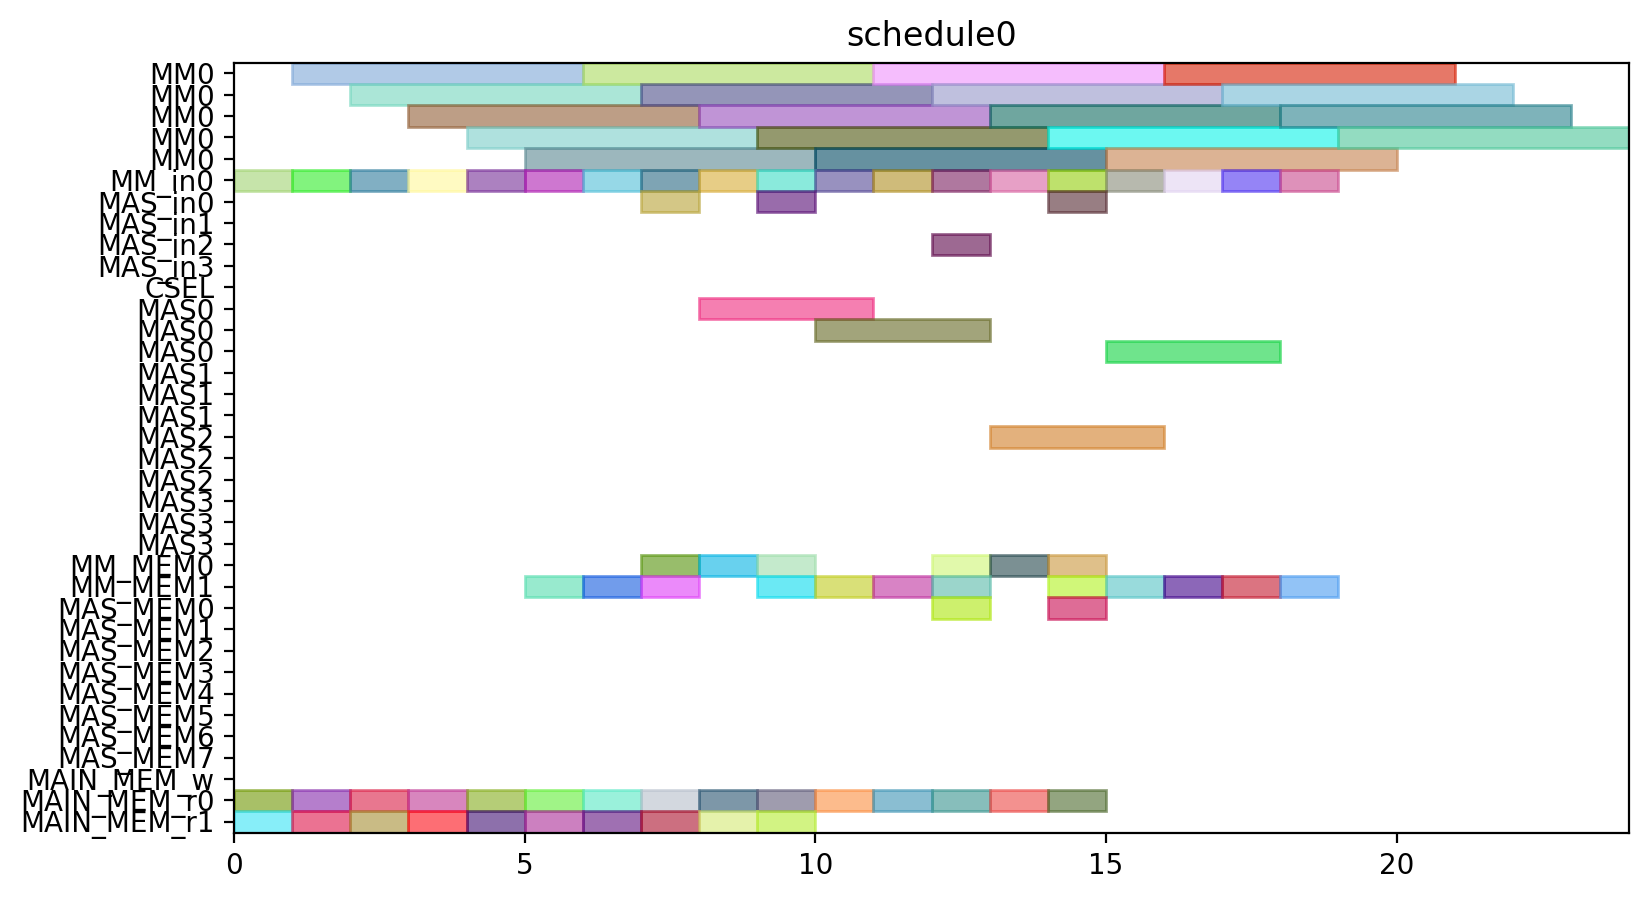 schedule0
MM0
MM0
MM0
MM0
MM0
MM_in0
MAS_in0
MAS_in1
MAS_in2
MAS_in3
CSEL
MAS0
MAS0
MAS0
MAS1
MAS1
MAS1
MAS2
MAS2
MAS2
MAS3
MAS3
MAS3
MM_MEM0
MM_MEM1
MAS_MEM0
MAS_MEM1
MAS_MEM2
MAS_MEM3
MAS_MEM4
MAS_MEM5
MAS_MEM6
MAS_MEM7
MAIN_MEM_w
MAIN_MEM_r0
MAIN_MEM_r1
0 5 10 15 20